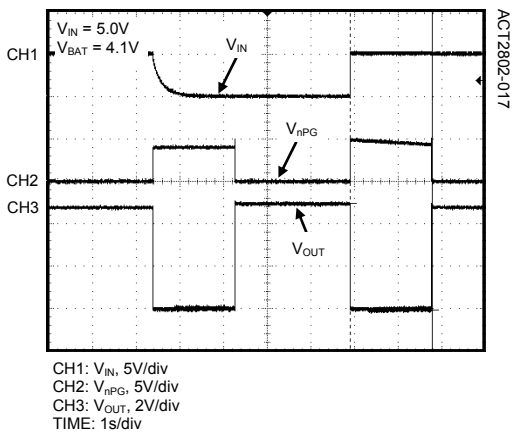 V_IN = 5.0V
V_BAT = 4.1V
CH1
V_IN
V_nPG
CH2
CH3
V_OUT
ACT2802-017
CH1: V_IN, 5V/div
CH2: V_nPG, 5V/div
CH3: V_OUT, 2V/div
TIME: 1s/div